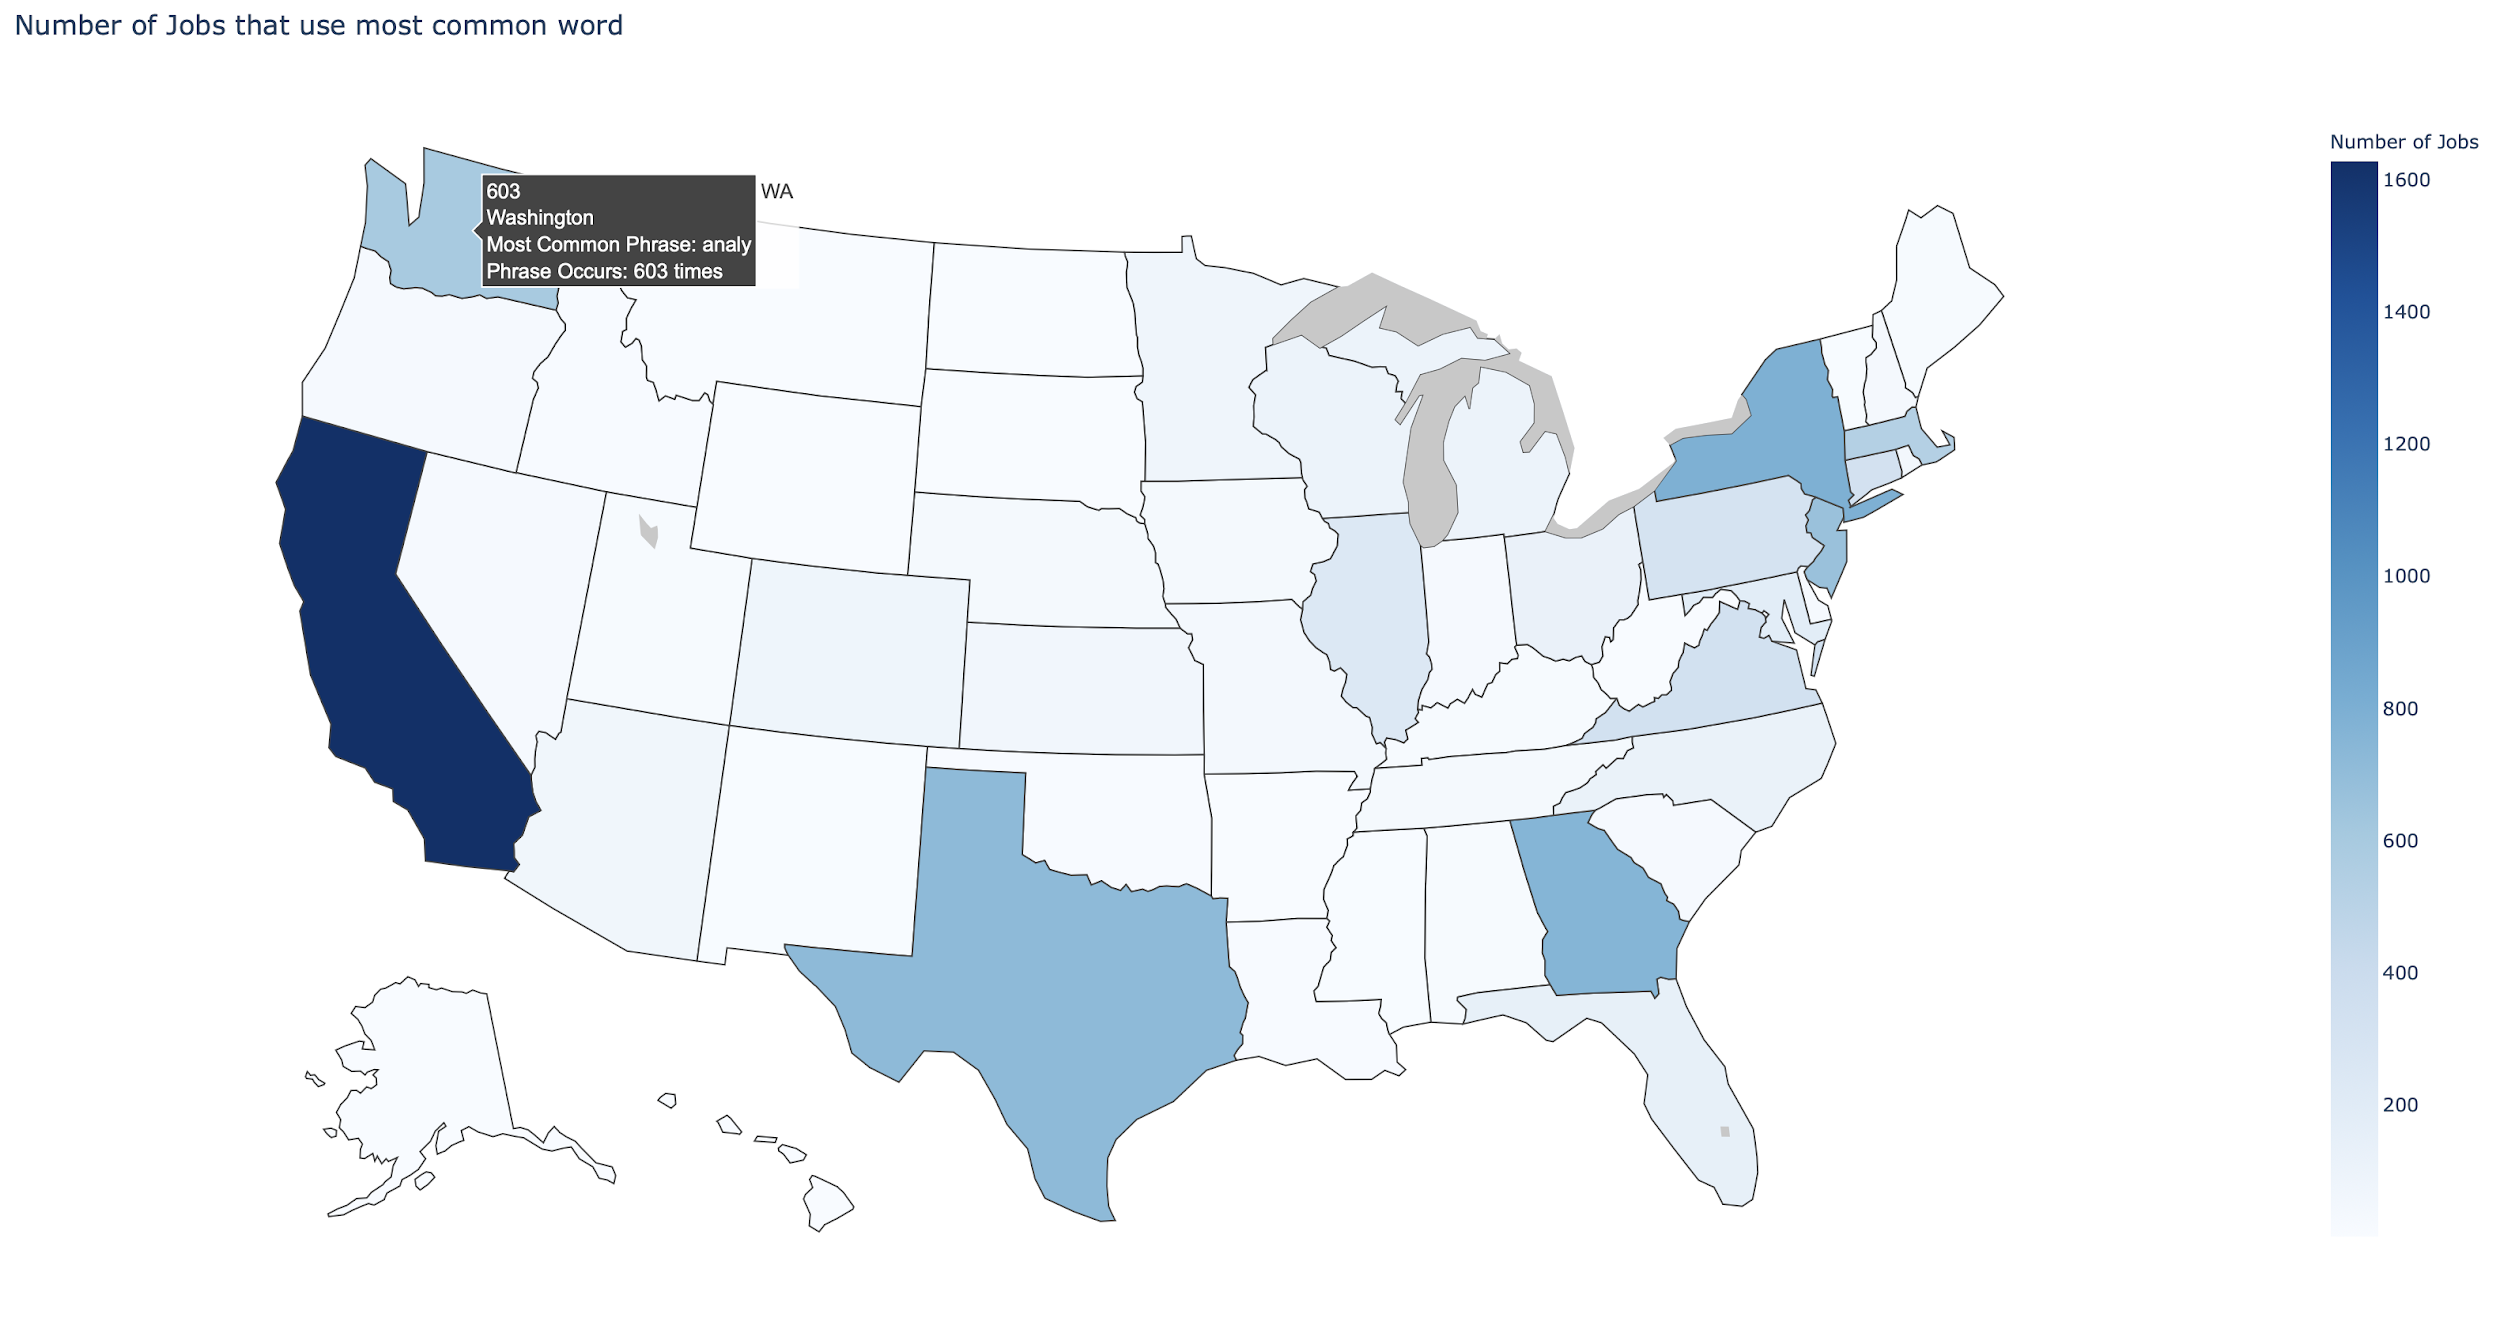 Number of Jobs that use most common word
Number of Jobs
603
WA
Washington
Most Common Phrase: analy
Phrase Occurs: 603 times
1600
1400
1200
1000
800
600
400
200